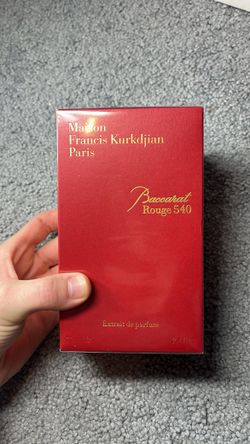 Maison
Francis Kurkdjian
Paris
Baccarat
Rouge 540
Extrait de parfum